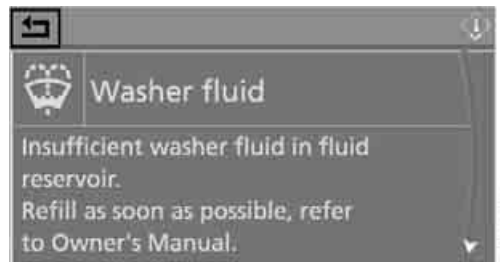 Washer fluid
Insufficient washer fluid in fluid
reservoir.
Refill as soon as possible, refer
to Owner's Manual.